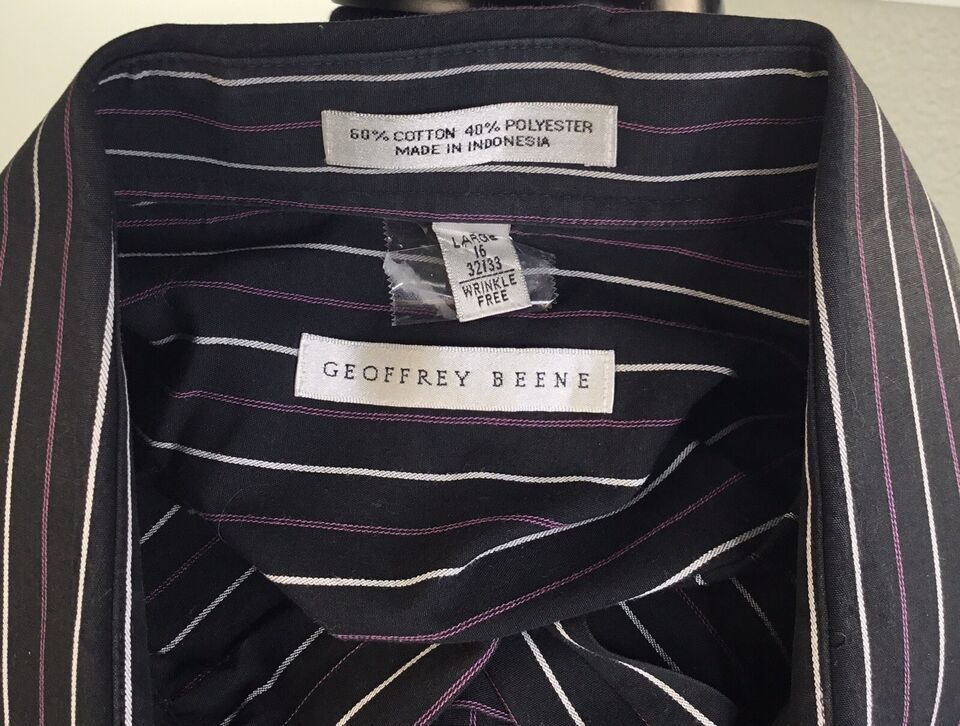 60% COTTON 40% POLYESTER
MADE IN INDONESIA
LARGE
16
32/33
WRINKLE
FREE
GEOFFREY BEENE